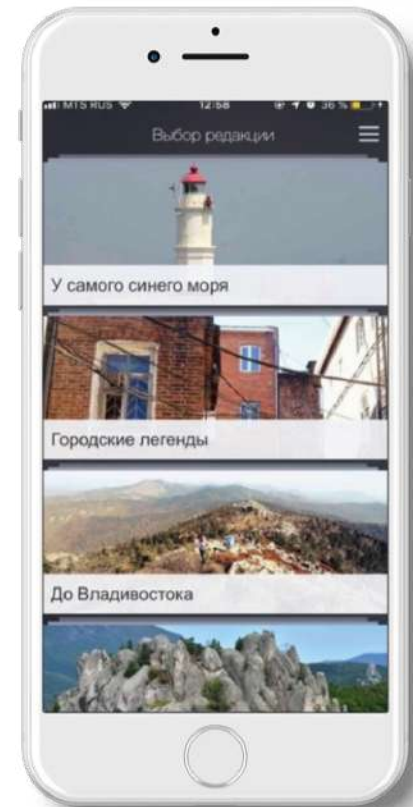 MTS RUS 12:58 36 %
Выбор редакции
У самого синего моря
Городские легенды
До Владивостока